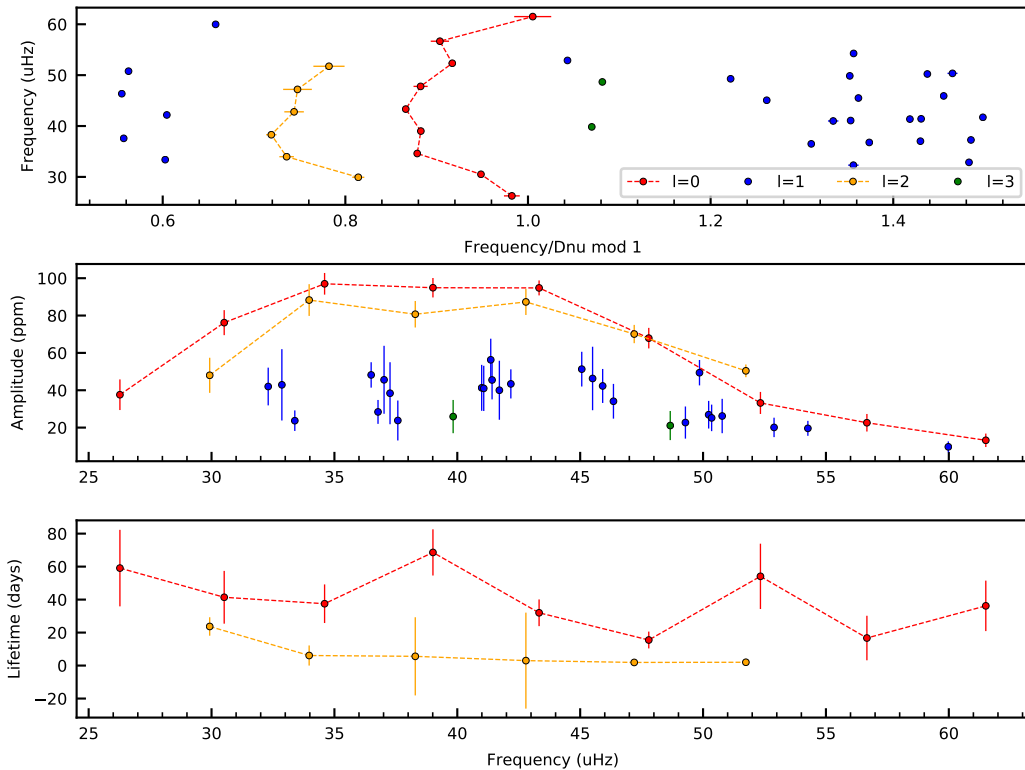 60
50
40
30
Frequency (uHz)
l=0 l=1 l=2 l=3
0.6 0.8 1.0 1.2 1.4
Frequency/Dnu mod 1
100
80
60
40
20
Amplitude (ppm)
25 30 35 40 45 50 55 60
80
60
40
20
0
−20
Lifetime (days)
25 30 35 40 45 50 55 60
Frequency (uHz)